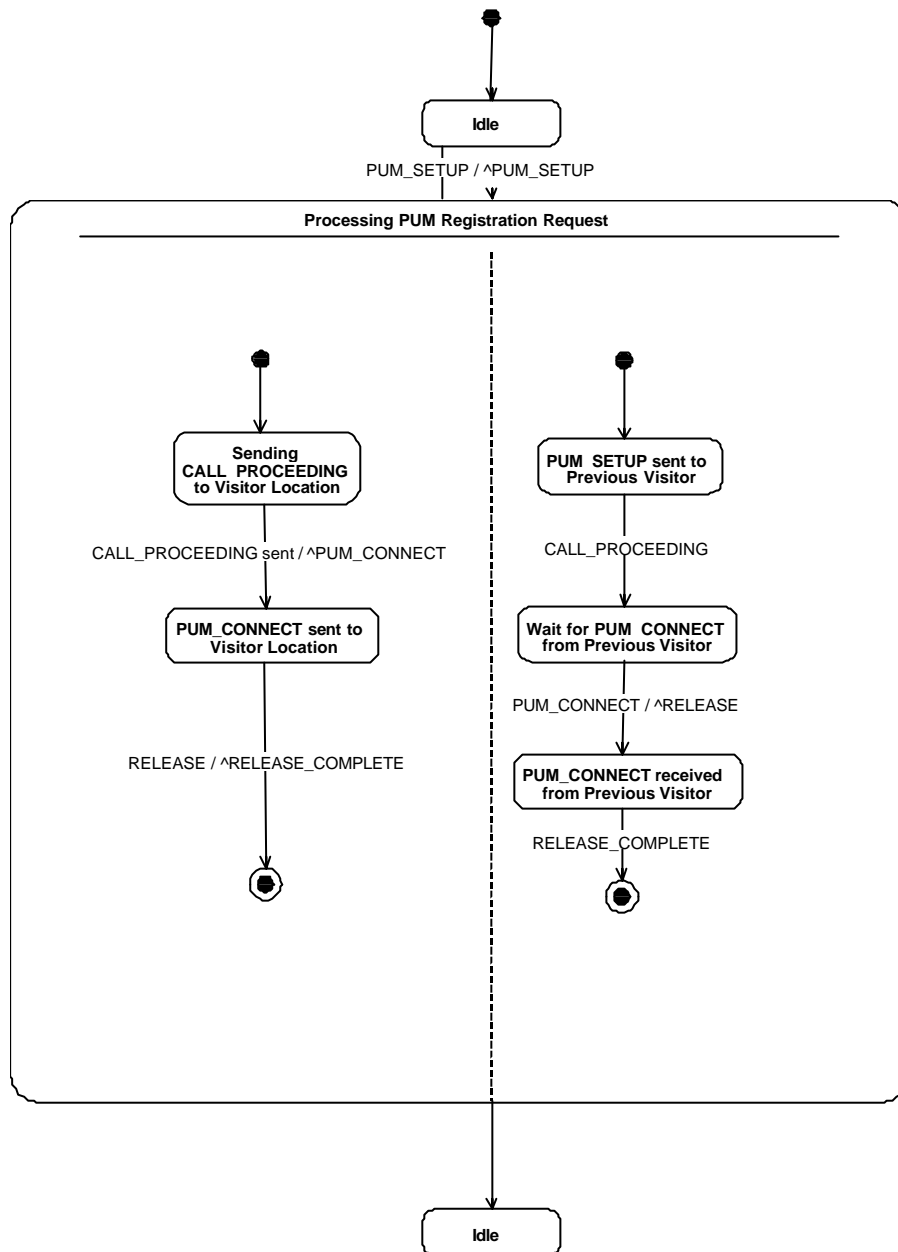 Idle
PUM_SETUP / ^PUM_SETUP
Processing PUM Registration Request
Sending
CALL_PROCEEDING
to Visitor Location
CALL_PROCEEDING sent / ^PUM_CONNECT
PUM_CONNECT sent to
Visitor Location
RELEASE / ^RELEASE_COMPLETE
PUM_SETUP sent to
Previous Visitor
CALL_PROCEEDING
Wait for PUM_CONNECT
from Previous Visitor
PUM_CONNECT / ^RELEASE
PUM_CONNECT received
from Previous Visitor
RELEASE_COMPLETE
Idle